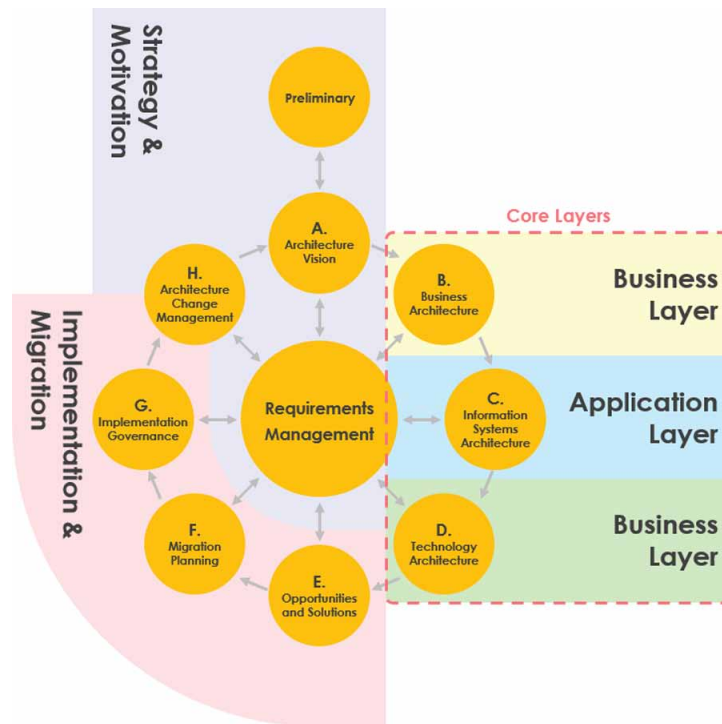 Strategy &
Motivation
Preliminary
A.
Architecture
Vision
Core Layers
H.
Architecture
Change
Management
B.
Business
Architecture
Business
Layer
Implementation &
Migration
G.
Implementation
Governance
Requirements
Management
C.
Information
Systems
Architecture
Application
Layer
F.
Migration
Planning
D.
Technology
Architecture
Business
Layer
E.
Opportunities
and Solutions